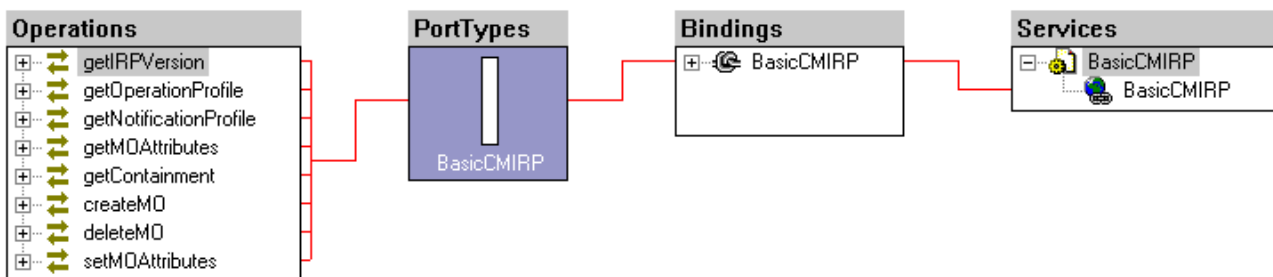 Operations
getIRPVersion
getOperationProfile
getNotificationProfile
getMOAttributes
getContainment
createMO
deleteMO
setMOAttributes
PortTypes
BasicCMIRP
Bindings
BasicCMIRP
Services
BasicCMIRP
BasicCMIRP